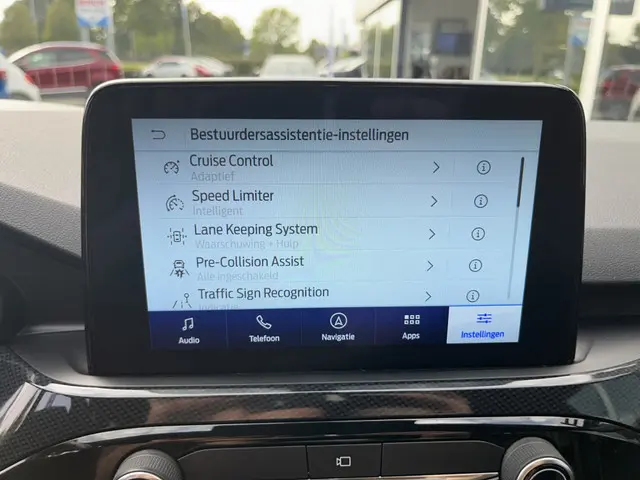 Bestuurdersassistentie-instellingen
Cruise Control
Adaptief
Speed Limiter
Intelligent
Lane Keeping System
Waarschuwing + Hulp
Pre-Collision Assist
Alle ingeschakeld
Traffic Sign Recognition
Audio
Telefoon
Navigatie
Apps
Instellingen